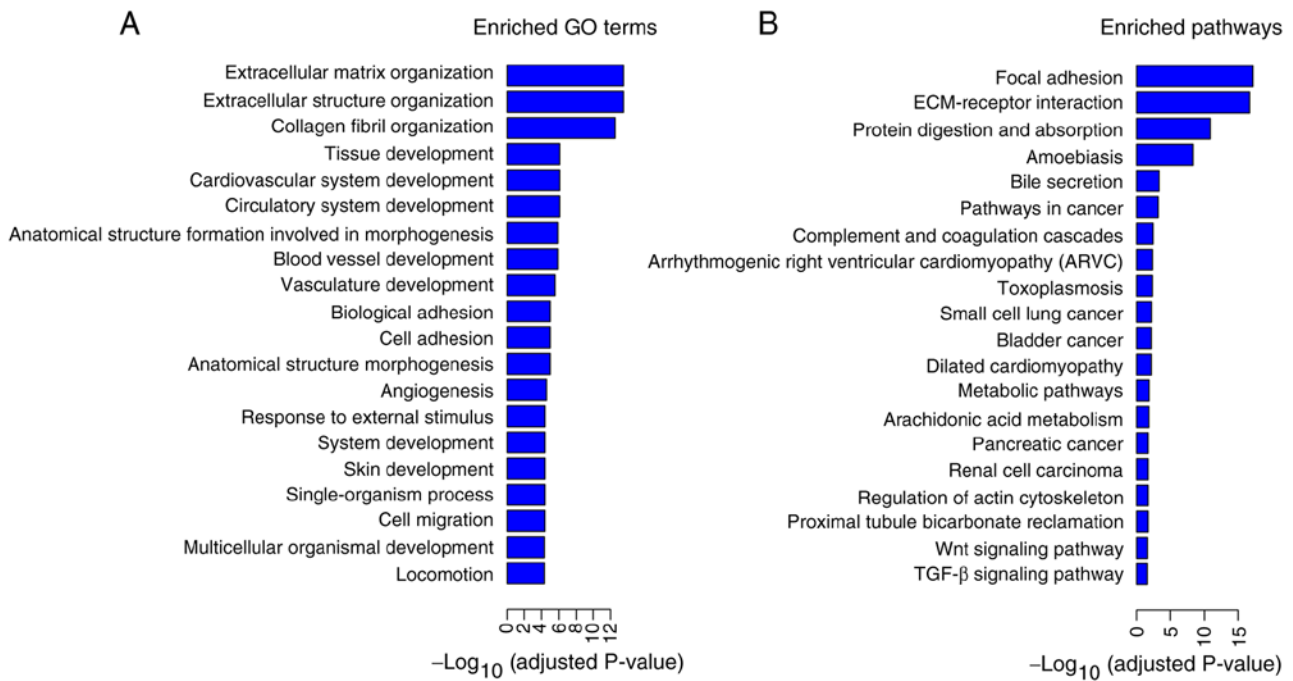 A
Enriched GO terms
Extracellular matrix organization
Extracellular structure organization
Collagen fibril organization
Tissue development
Cardiovascular system development
Circulatory system development
Anatomical structure formation involved in morphogenesis
Blood vessel development
Vasculature development
Biological adhesion
Cell adhesion
Anatomical structure morphogenesis
Angiogenesis
Response to external stimulus
System development
Skin development
Single-organism process
Cell migration
Multicellular organismal development
Locomotion
0 2 4 6 8 10 12
−Log10 (adjusted P-value)
B
Enriched pathways
Focal adhesion
ECM-receptor interaction
Protein digestion and absorption
Amoebiasis
Bile secretion
Pathways in cancer
Complement and coagulation cascades
Arrhythmogenic right ventricular cardiomyopathy (ARVC)
Toxoplasmosis
Small cell lung cancer
Bladder cancer
Dilated cardiomyopathy
Metabolic pathways
Arachidonic acid metabolism
Pancreatic cancer
Renal cell carcinoma
Regulation of actin cytoskeleton
Proximal tubule bicarbonate reclamation
Wnt signaling pathway
TGF-β signaling pathway
0 5 10 15
−Log10 (adjusted P-value)